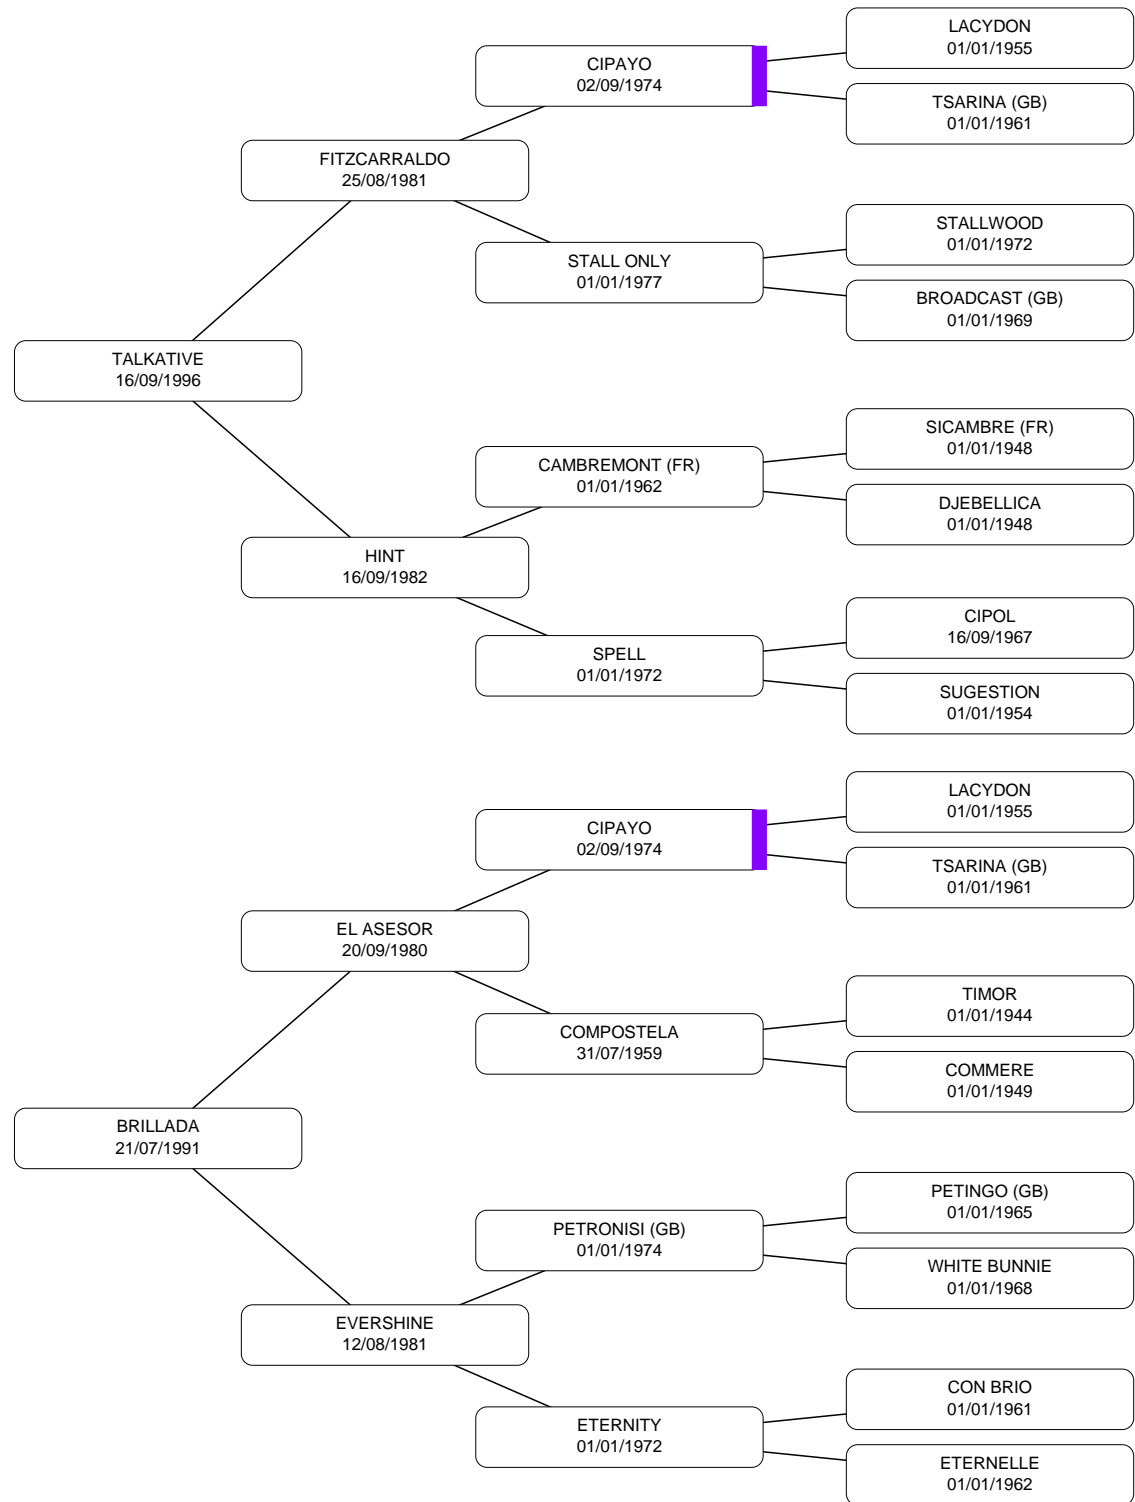 LACYDON
01/01/1955
CIPAYO
02/09/1974
TSARINA (GB)
01/01/1961
FITZCARRALDO
25/08/1981
STALLWOOD
01/01/1972
STALL ONLY
01/01/1977
BROADCAST (GB)
01/01/1969
TALKATIVE
16/09/1996
SICAMBRE (FR)
01/01/1948
CAMBREMONT (FR)
01/01/1962
DJEBELLICA
01/01/1948
HINT
16/09/1982
CIPOL
16/09/1967
SPELL
01/01/1972
SUGESTION
01/01/1954
LACYDON
01/01/1955
CIPAYO
02/09/1974
TSARINA (GB)
01/01/1961
EL ASESOR
20/09/1980
TIMOR
01/01/1944
COMPOSTELA
31/07/1959
COMMERE
01/01/1949
BRILLADA
21/07/1991
PETINGO (GB)
01/01/1965
PETRONISI (GB)
01/01/1974
WHITE BUNNIE
01/01/1968
EVERSHINE
12/08/1981
CON BRIO
01/01/1961
ETERNITY
01/01/1972
ETERNELLE
01/01/1962